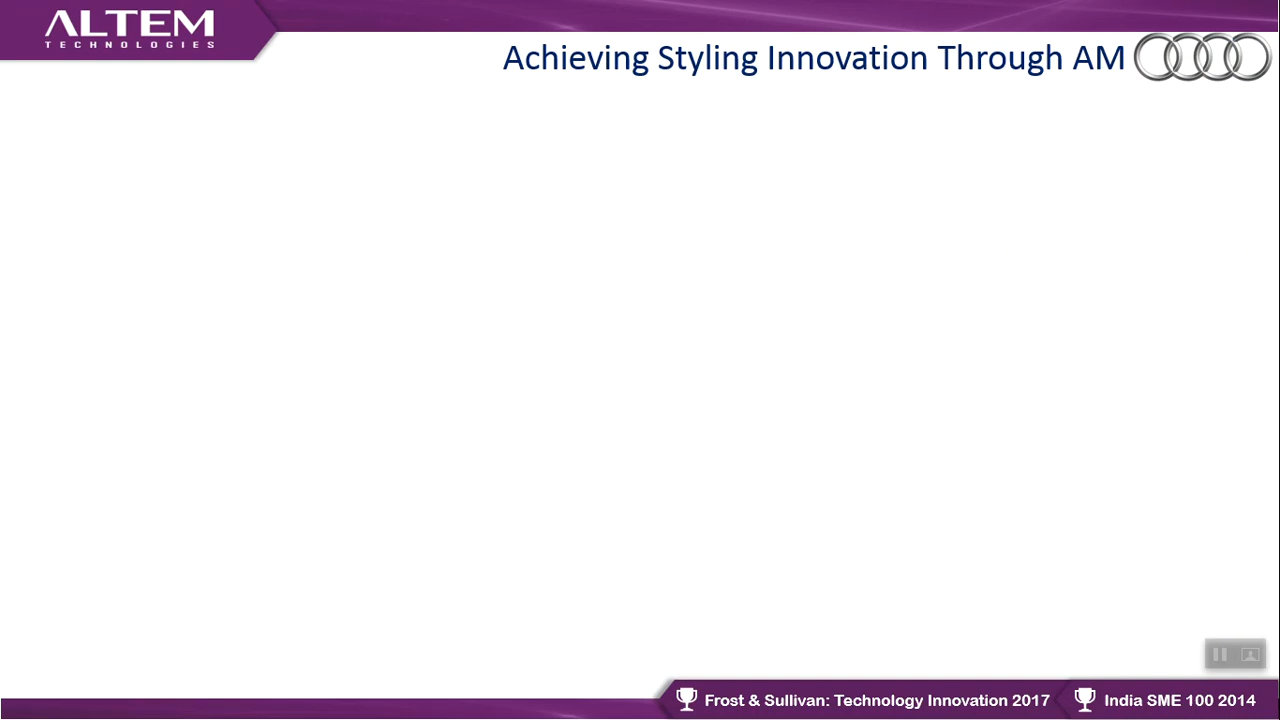 ALTEM
TECHNOLOGIES
Achieving Styling Innovation Through AM
Frost & Sullivan: Technology Innovation 2017
India SME 100 2014